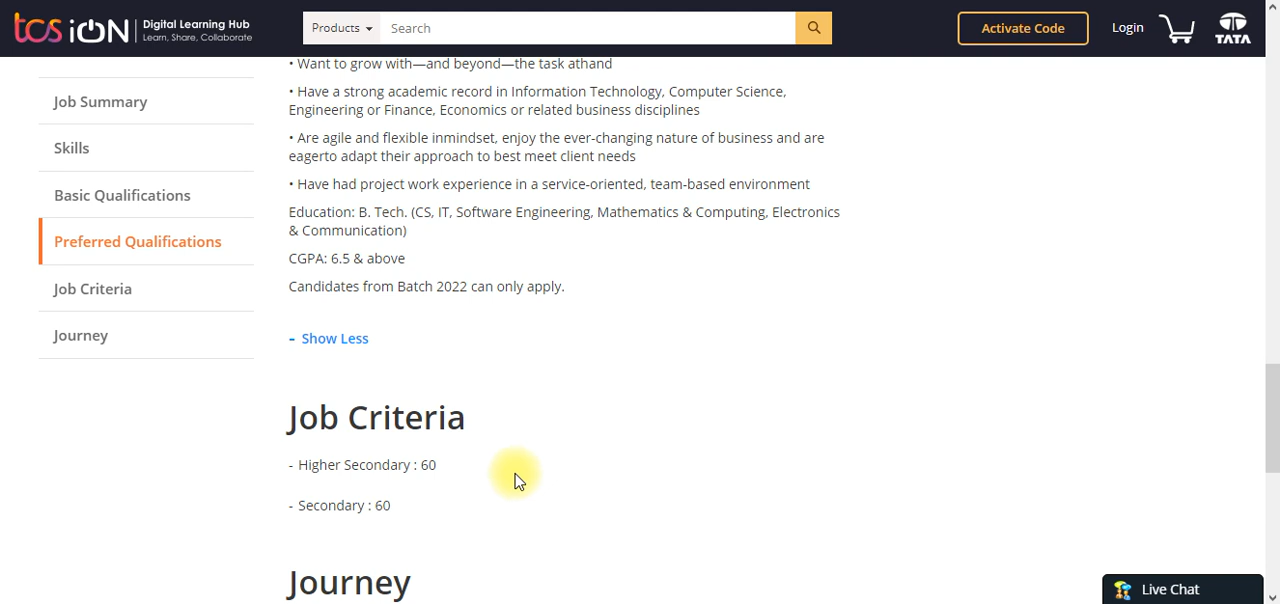 tcs iON Digital Learning Hub
Learn, Share, Collaborate
Products
Search
Activate Code
Login
TATA
Job Summary
Skills
Basic Qualifications
Preferred Qualifications
Job Criteria
Journey
• Want to grow with—and beyond—the task athand
• Have a strong academic record in Information Technology, Computer Science,
Engineering or Finance, Economics or related business disciplines
• Are agile and flexible inmindset, enjoy the ever-changing nature of business and are
eagerto adapt their approach to best meet client needs
• Have had project work experience in a service-oriented, team-based environment
Education: B. Tech. (CS, IT, Software Engineering, Mathematics & Computing, Electronics
& Communication)
CGPA: 6.5 & above
Candidates from Batch 2022 can only apply.
- Show Less
Job Criteria
- Higher Secondary : 60
- Secondary : 60
Journey
Live Chat